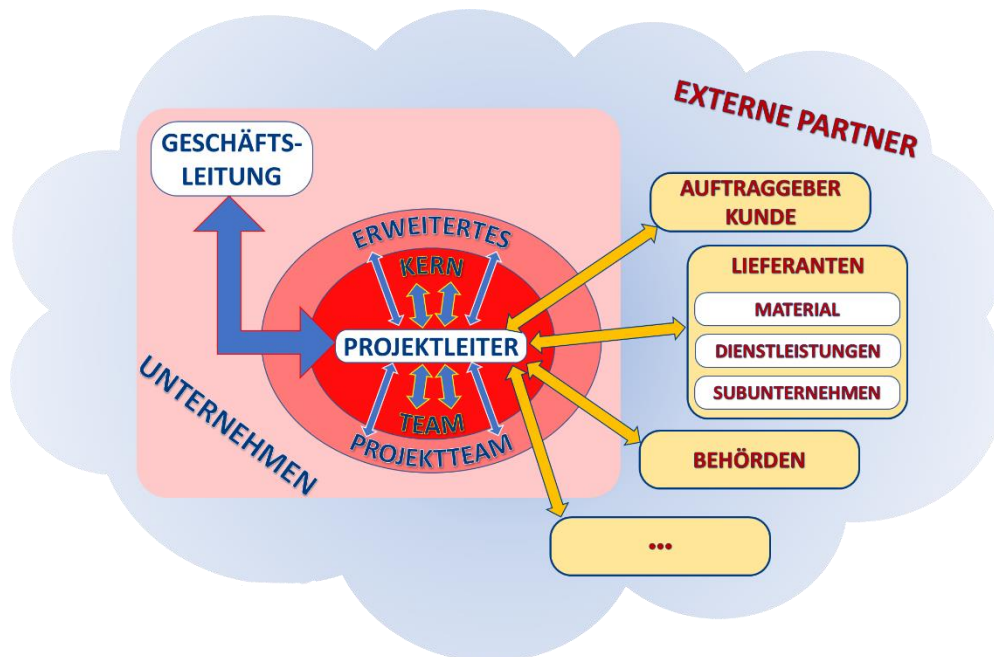 EXTERNE PARTNER
GESCHÄFTS-
LEITUNG
ERWEITERTES
KERN
PROJEKTLEITER
TEAM
PROJEKTTEAM
UNTERNEHMEN
AUFTRAGGEBER
KUNDE
LIEFERANTEN
MATERIAL
DIENSTLEISTUNGEN
SUBUNTERNEHMEN
BEHÖRDEN
...